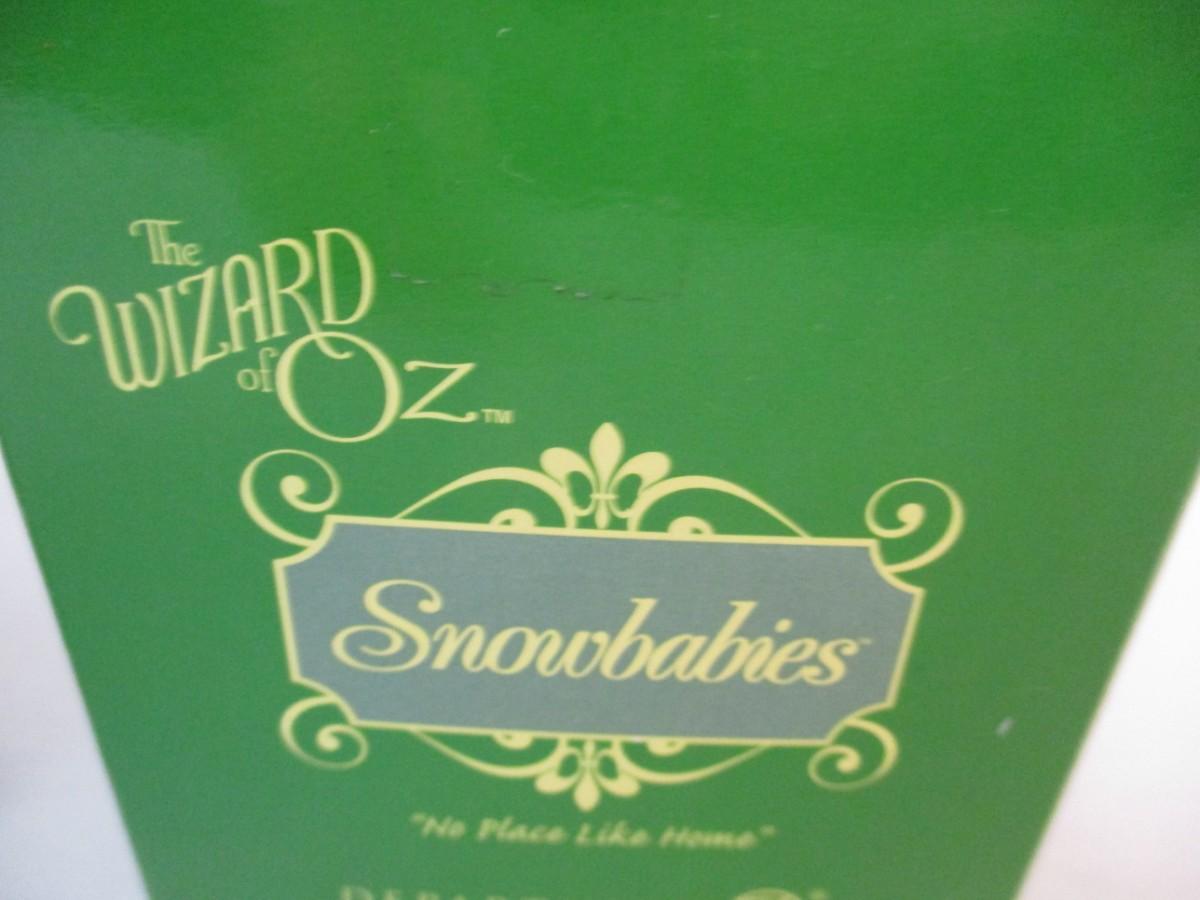 The
WIZARD
of OZ™
Snowbabies™
"No Place Like Home"